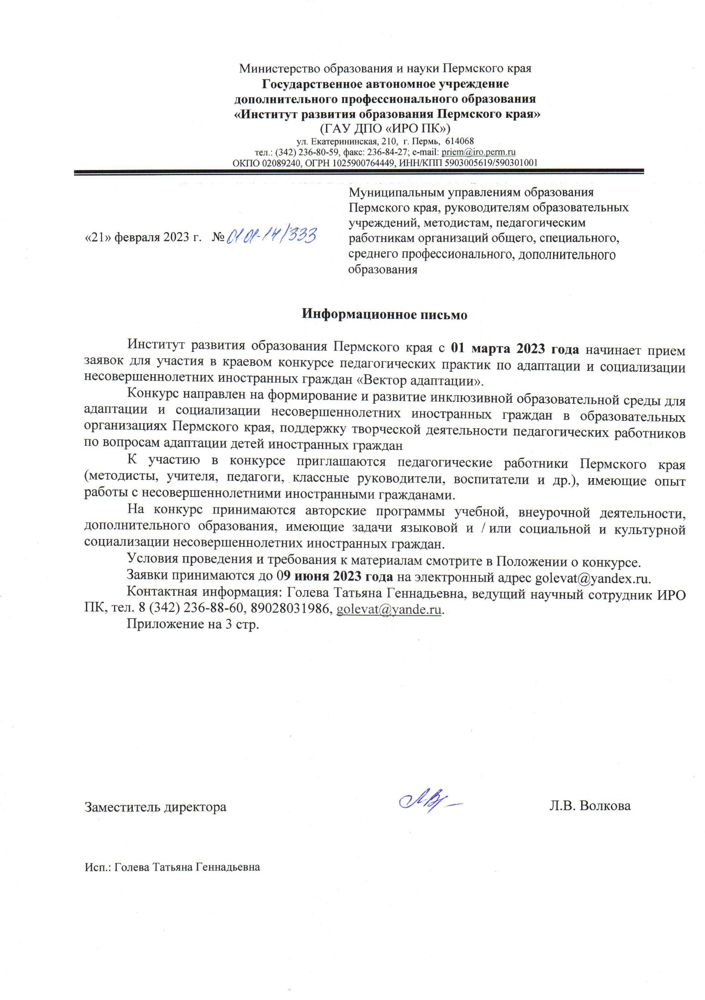 Министерство образования и науки Пермского края
Государственное автономное учреждение
дополнительного профессионального образования
«Институт развития образования Пермского края»
(ГАУ ДПО «ИРО ПК»)
ул. Екатерининская, 210, г. Пермь, 614068
тел.: (342) 236-80-59, факс: 236-84-27; e-mail: priem@iro.perm.ru
ОКПО 02089240, ОГРН 1025900764449, ИНН/КПП 5903005619/590301001
Муниципальным управлениям образования
Пермского края, руководителям образовательных
учреждений, методистам, педагогическим
работникам организаций общего, специального,
среднего профессионального, дополнительного
образования
«21» февраля 2023 г. № 01.01-14/333
Информационное письмо
Институт развития образования Пермского края с 01 марта 2023 года начинает прием
заявок для участия в краевом конкурсе педагогических практик по адаптации и социализации
несовершеннолетних иностранных граждан «Вектор адаптации».
Конкурс направлен на формирование и развитие инклюзивной образовательной среды для
адаптации и социализации несовершеннолетних иностранных граждан в образовательных
организациях Пермского края, поддержку творческой деятельности педагогических работников
по вопросам адаптации детей иностранных граждан
К участию в конкурсе приглашаются педагогические работники Пермского края
(методисты, учителя, педагоги, классные руководители, воспитатели и др.), имеющие опыт
работы с несовершеннолетними иностранными гражданами.
На конкурс принимаются авторские программы учебной, внеурочной деятельности,
дополнительного образования, имеющие задачи языковой и / или социальной и культурной
социализации несовершеннолетних иностранных граждан.
Условия проведения и требования к материалам смотрите в Положении о конкурсе.
Заявки принимаются до 09 июня 2023 года на электронный адрес golevat@yandex.ru.
Контактная информация: Голева Татьяна Геннадьевна, ведущий научный сотрудник ИРО
ПК, тел. 8 (342) 236-88-60, 89028031986, golevat@yande.ru.
Приложение на 3 стр.
Заместитель директора Л.В. Волкова
Исп.: Голева Татьяна Геннадьевна